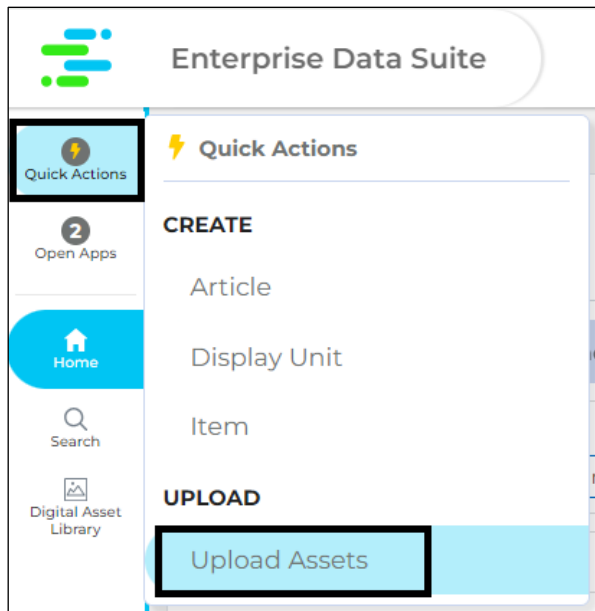 Enterprise Data Suite
Quick Actions
2
Open Apps
Home
Search
Digital Asset
Library
Quick Actions
CREATE
Article
Display Unit
Item
UPLOAD
Upload Assets